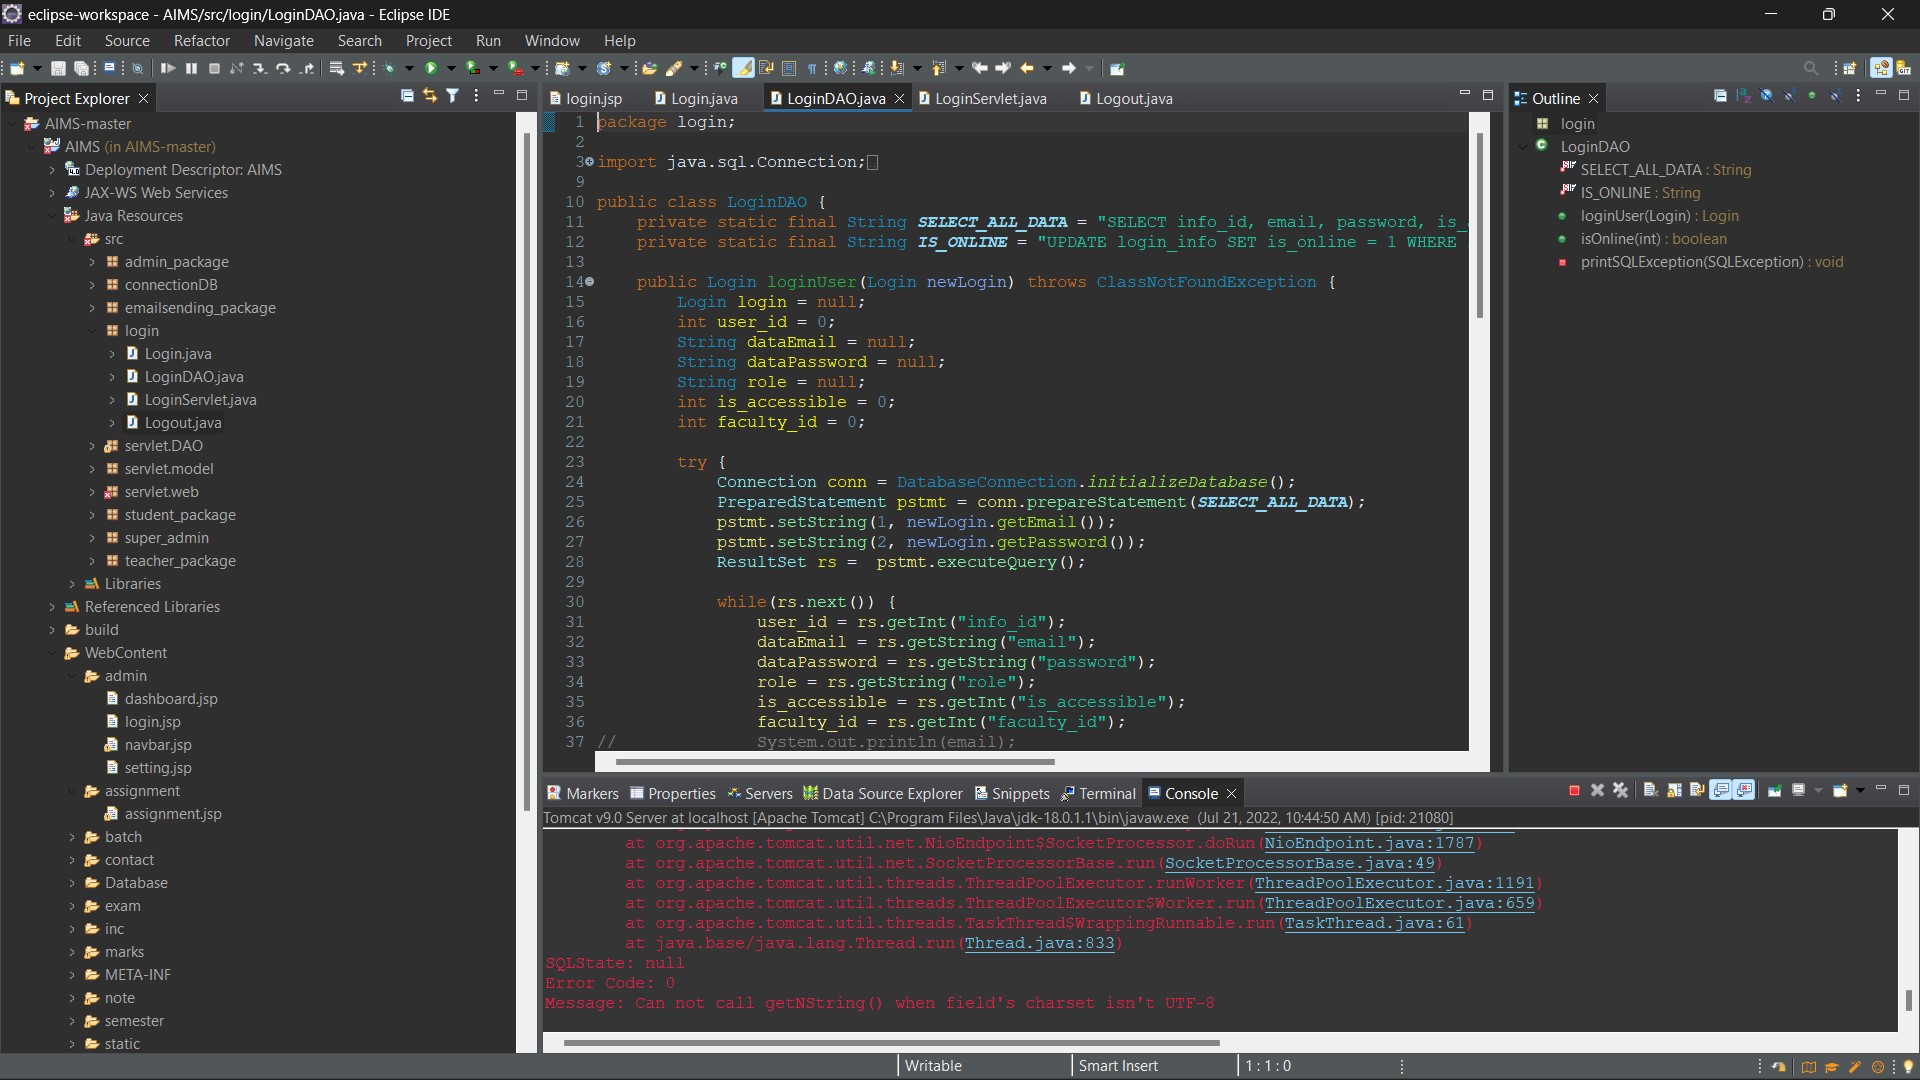 eclipse-workspace - AIMS/src/login/LoginDAO.java - Eclipse IDE
File Edit Source Refactor Navigate Search Project Run Window Help
Project Explorer
AIMS-master
AIMS (in AIMS-master)
Deployment Descriptor: AIMS
JAX-WS Web Services
Java Resources
src
admin_package
connectionDB
emailsending_package
login
Login.java
LoginDAO.java
LoginServlet.java
Logout.java
servlet.DAO
servlet.model
servlet.web
student_package
super_admin
teacher_package
Libraries
Referenced Libraries
build
WebContent
admin
dashboard.jsp
login.jsp
navbar.jsp
setting.jsp
assignment
assignment.jsp
batch
contact
Database
exam
inc
marks
META-INF
note
semester
static
login.jsp Login.java LoginDAO.java LoginServlet.java Logout.java
1 package login;
2
3 import java.sql.Connection;
9
10 public class LoginDAO {
11 private static final String SELECT_ALL_DATA = "SELECT info_id, email, password, is_
12 private static final String IS_ONLINE = "UPDATE login_info SET is_online = 1 WHERE
13
14 public Login loginUser(Login newLogin) throws ClassNotFoundException {
15 Login login = null;
16 int user_id = 0;
17 String dataEmail = null;
18 String dataPassword = null;
19 String role = null;
20 int is_accessible = 0;
21 int faculty_id = 0;
22
23 try {
24 Connection conn = DatabaseConnection.initializeDatabase();
25 PreparedStatement pstmt = conn.prepareStatement(SELECT_ALL_DATA);
26 pstmt.setString(1, newLogin.getEmail());
27 pstmt.setString(2, newLogin.getPassword());
28 ResultSet rs = pstmt.executeQuery();
29
30 while(rs.next()) {
31 user_id = rs.getInt("info_id");
32 dataEmail = rs.getString("email");
33 dataPassword = rs.getString("password");
34 role = rs.getString("role");
35 is_accessible = rs.getInt("is_accessible");
36 faculty_id = rs.getInt("faculty_id");
37 // System.out.println(email);
Outline
login
LoginDAO
SELECT_ALL_DATA : String
IS_ONLINE : String
loginUser(Login) : Login
isOnline(int) : boolean
printSQLException(SQLException) : void
Markers Properties Servers Data Source Explorer Snippets Terminal Console
Tomcat v9.0 Server at localhost [Apache Tomcat] C:\Program Files\Java\jdk-18.0.1.1\bin\javaw.exe (Jul 21, 2022, 10:44:50 AM) [pid: 21080]
at org.apache.tomcat.util.net.NioEndpoint$SocketProcessor.doRun(NioEndpoint.java:1787)
at org.apache.tomcat.util.net.SocketProcessorBase.run(SocketProcessorBase.java:49)
at org.apache.tomcat.util.threads.ThreadPoolExecutor.runWorker(ThreadPoolExecutor.java:1191)
at org.apache.tomcat.util.threads.ThreadPoolExecutor$Worker.run(ThreadPoolExecutor.java:659)
at org.apache.tomcat.util.threads.TaskThread$WrappingRunnable.run(TaskThread.java:61)
at java.base/java.lang.Thread.run(Thread.java:833)
SQLState: null
Error Code: 0
Message: Can not call getNString() when field's charset isn't UTF-8
Writable Smart Insert 1 : 1 : 0